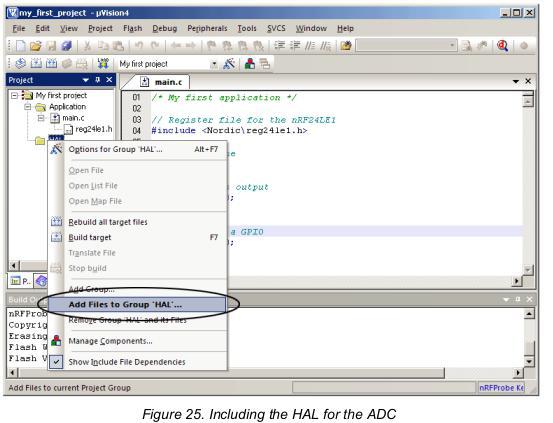 my_first_project - µVision4
File Edit View Project Flash Debug Peripherals Tools SVCS Window Help
My first project
Project
main.c
My first project
Application
main.c
reg24le1.h
HAL
01 /* My first application */
02
03 // Register file for the nRF24LE1
04 #include <Nordic\reg24le1.h>
Options for Group 'HAL'... Alt+F7
Open File
Open List File
output
Open Map File
);
Rebuild all target files
a GPIO
Build target F7
);
Translate File
Stop build
P..
Add Group...
Add Files to Group 'HAL'...
Remove Group 'HAL' and its Files
Manage Components...
Show Include File Dependencies
Build
nRFProb
Copyrig
Erasing
Flash
Flash V
Add Files to current Project Group
nRFProbe
Figure 25. Including the HAL for the ADC